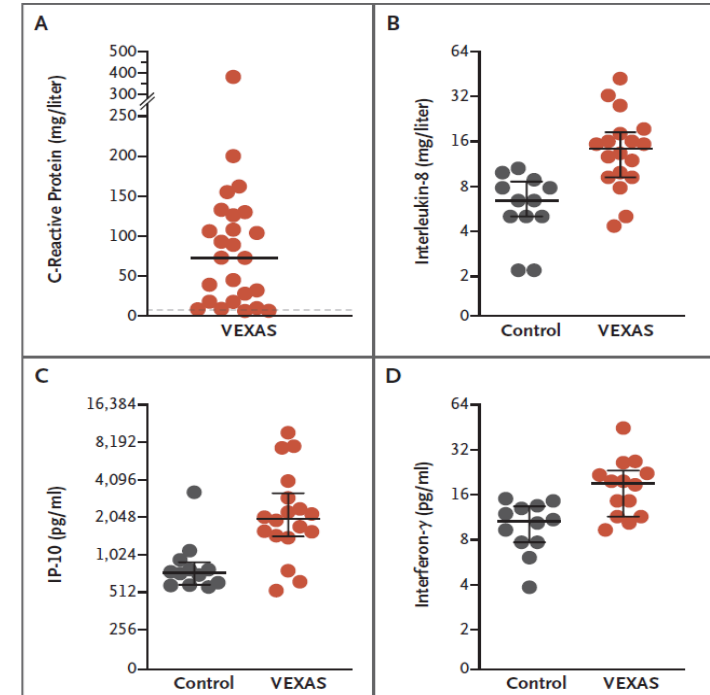 A
C-Reactive Protein (mg/liter)
500
400
300
250
200
150
100
50
0
VEXAS
B
Interleukin-8 (mg/liter)
64
32
16
8
4
2
0
Control VEXAS
C
IP-10 (pg/ml)
16,384
8,192
4,096
2,048
1,024
512
256
0
Control VEXAS
D
Interferon-γ (pg/ml)
64
32
16
8
4
2
0
Control VEXAS